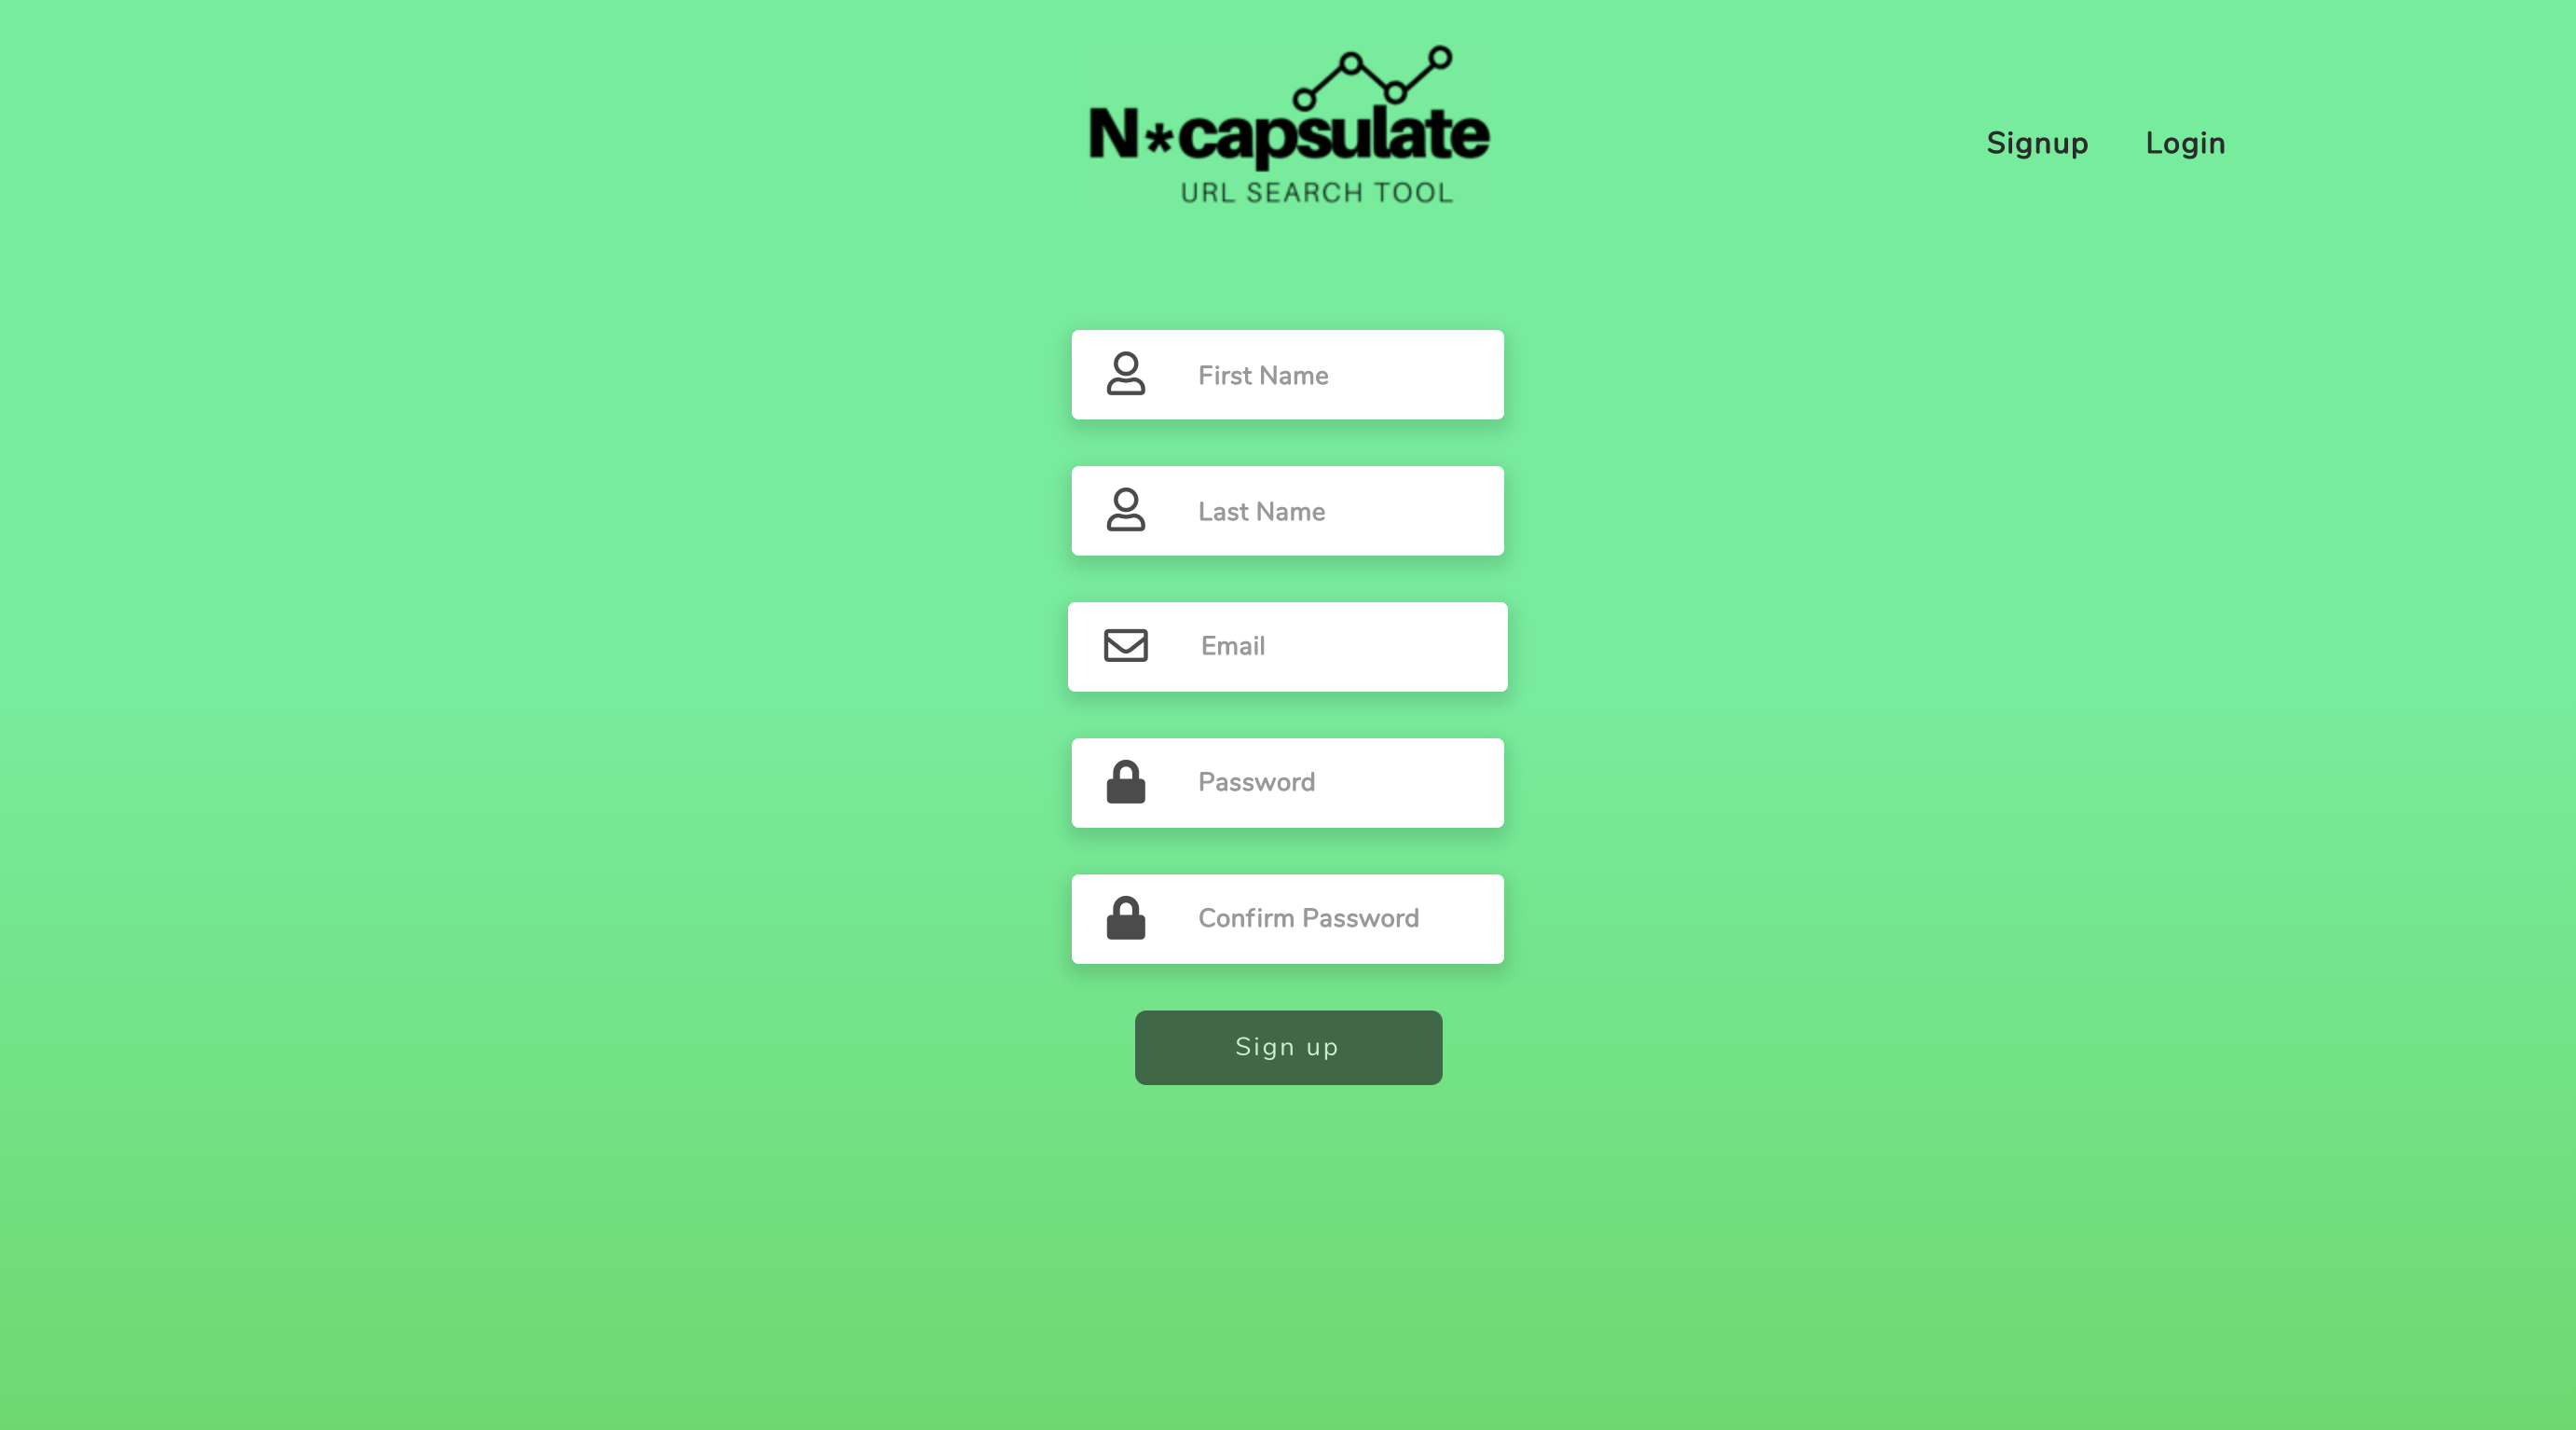 N*capsulate
URL SEARCH TOOL
Signup Login
First Name
Last Name
Email
Password
Confirm Password
Sign up